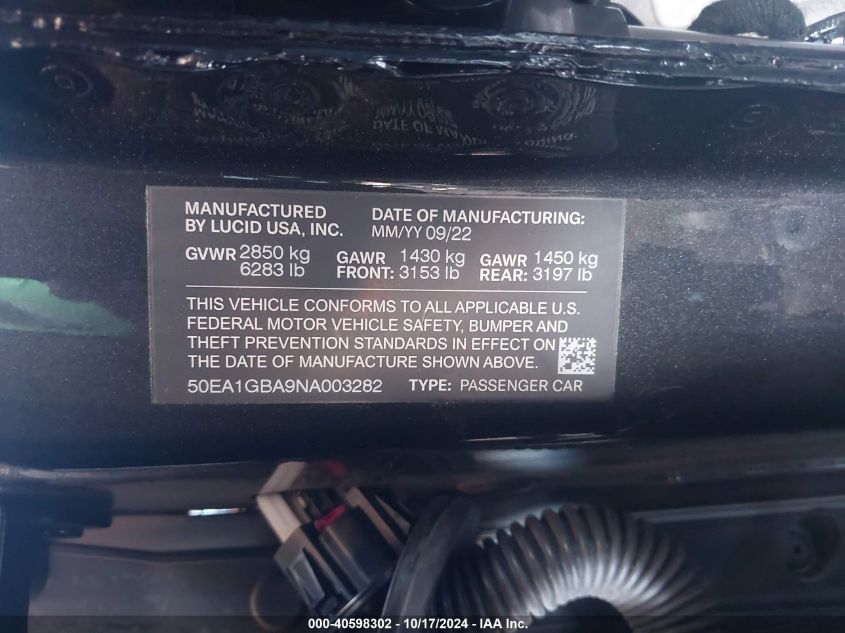 MANUFACTURED DATE OF MANUFACTURING:
BY LUCID USA, INC. MM/YY 09/22
GVWR 2850 kg GAWR 1430 kg GAWR 1450 kg
6283 lb FRONT: 3153 lb REAR: 3197 lb
THIS VEHICLE CONFORMS TO ALL APPLICABLE U.S.
FEDERAL MOTOR VEHICLE SAFETY, BUMPER AND
THEFT PREVENTION STANDARDS IN EFFECT ON
THE DATE OF MANUFACTURE SHOWN ABOVE.
50EA1GBA9NA003282 TYPE: PASSENGER CAR
000-40598302 - 10/17/2024 - IAA Inc.